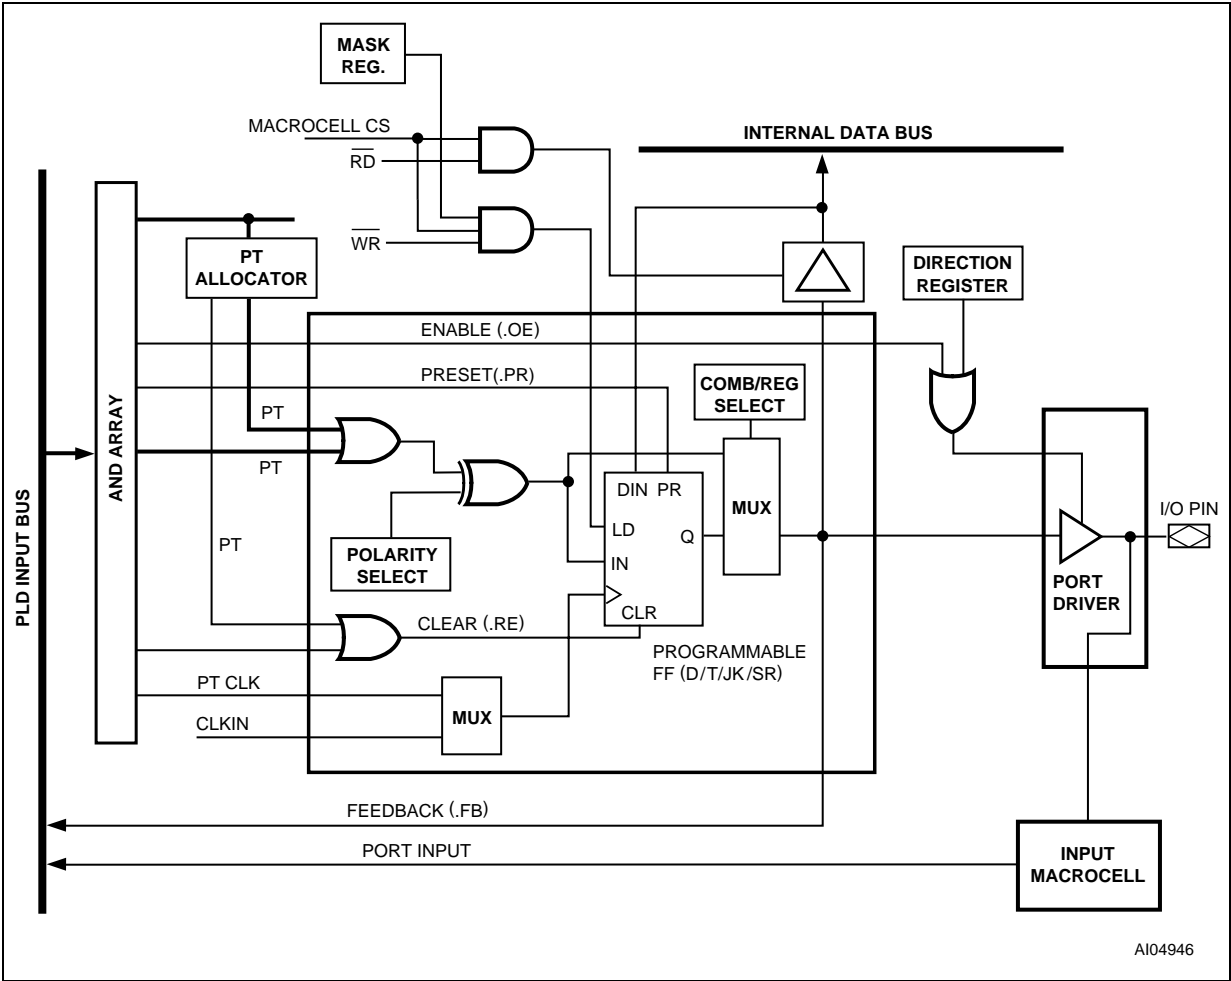 MASK
REG.
MACROCELL CS
RD
WR
INTERNAL DATA BUS
PT
ALLOCATOR
DIRECTION
REGISTER
ENABLE (.OE)
PRESET(.PR)
COMB/REG
SELECT
PT
PT
AND ARRAY
PLD INPUT BUS
DIN PR
MUX
LD
Q
IN
CLR
I/O PIN
POLARITY
SELECT
PT
PORT
DRIVER
CLEAR (.RE)
PROGRAMMABLE
FF (D/T/JK/SR)
PT CLK
MUX
CLKIN
FEEDBACK (.FB)
PORT INPUT
INPUT
MACROCELL
AI04946